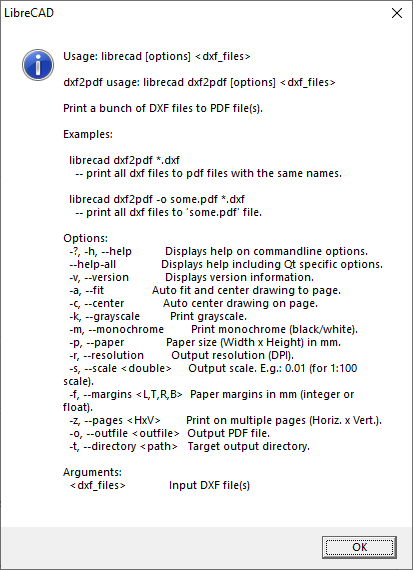 LibreCAD
Usage: librecad [options] <dxf_files>
dxf2pdf usage: librecad dxf2pdf [options] <dxf_files>
Print a bunch of DXF files to PDF file(s).
Examples:
librecad dxf2pdf *.dxf
-- print all dxf files to pdf files with the same names.
librecad dxf2pdf -o some.pdf *.dxf
-- print all dxf files to 'some.pdf' file.
Options:
-?, -h, --help Displays help on commandline options.
--help-all Displays help including Qt specific options.
-v, --version Displays version information.
-a, --fit Auto fit and center drawing to page.
-c, --center Auto center drawing on page.
-k, --grayscale Print grayscale.
-m, --monochrome Print monochrome (black/white).
-p, --paper Paper size (Width x Height) in mm.
-r, --resolution Output resolution (DPI).
-s, --scale <double> Output scale. E.g.: 0.01 (for 1:100
scale).
-f, --margins <L,T,R,B> Paper margins in mm (integer or
float).
-z, --pages <HxV> Print on multiple pages (Horiz. x Vert.).
-o, --outfile <outfile> Output PDF file.
-t, --directory <path> Target output directory.
Arguments:
<dxf_files> Input DXF file(s)
OK